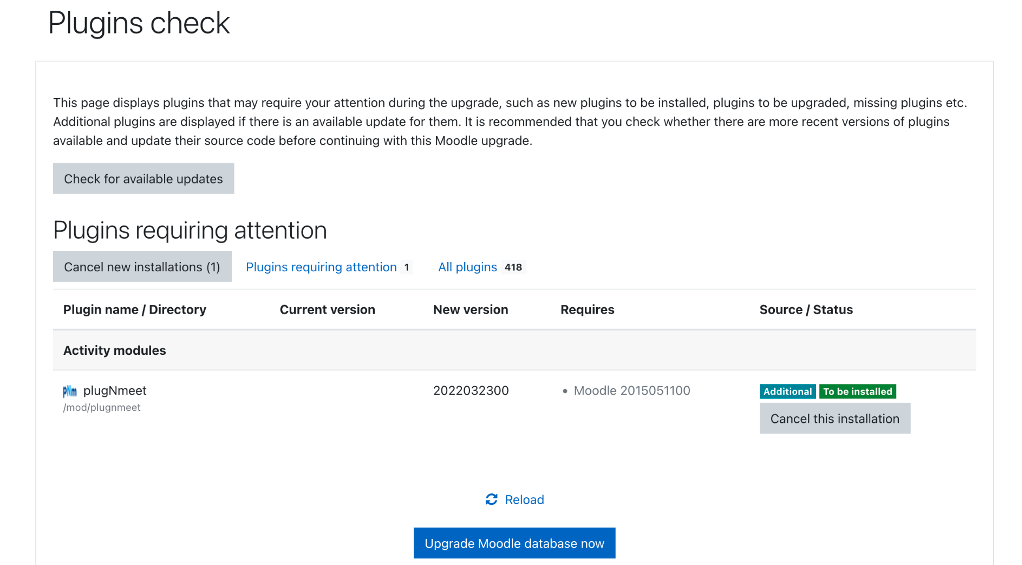 Plugins check
This page displays plugins that may require your attention during the upgrade, such as new plugins to be installed, plugins to be upgraded, missing plugins etc.
Additional plugins are displayed if there is an available update for them. It is recommended that you check whether there are more recent versions of plugins
available and update their source code before continuing with this Moodle upgrade.
Check for available updates
Plugins requiring attention
Cancel new installations (1) Plugins requiring attention 1 All plugins 418
Plugin name / Directory Current version New version Requires Source / Status
Activity modules
pNm plugNmeet 2022032300 • Moodle 2015051100 Additional To be installed
/mod/plugnmeet
Cancel this installation
Reload
Upgrade Moodle database now